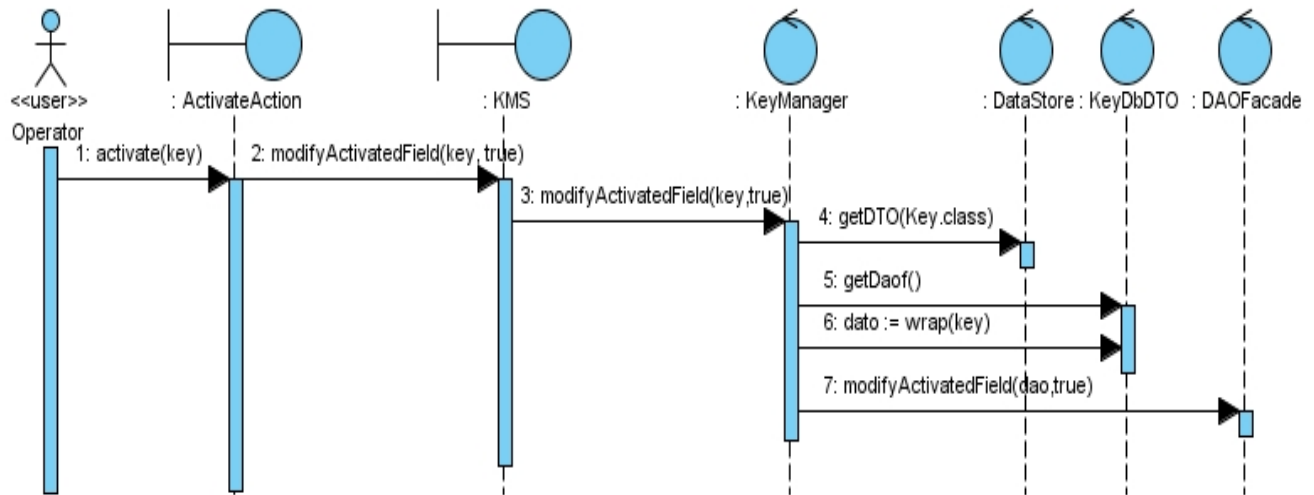 <<user>>
Operator
: ActivateAction
: KMS
: KeyManager
: DataStore
: KeyDbDTO
: DAOFacade
1: activate(key)
2: modifyActivatedField(key, true)
3: modifyActivatedField(key,true)
4: getDTO(Key.class)
5: getDaof()
6: dato := wrap(key)
7: modifyActivatedField(dao,true)